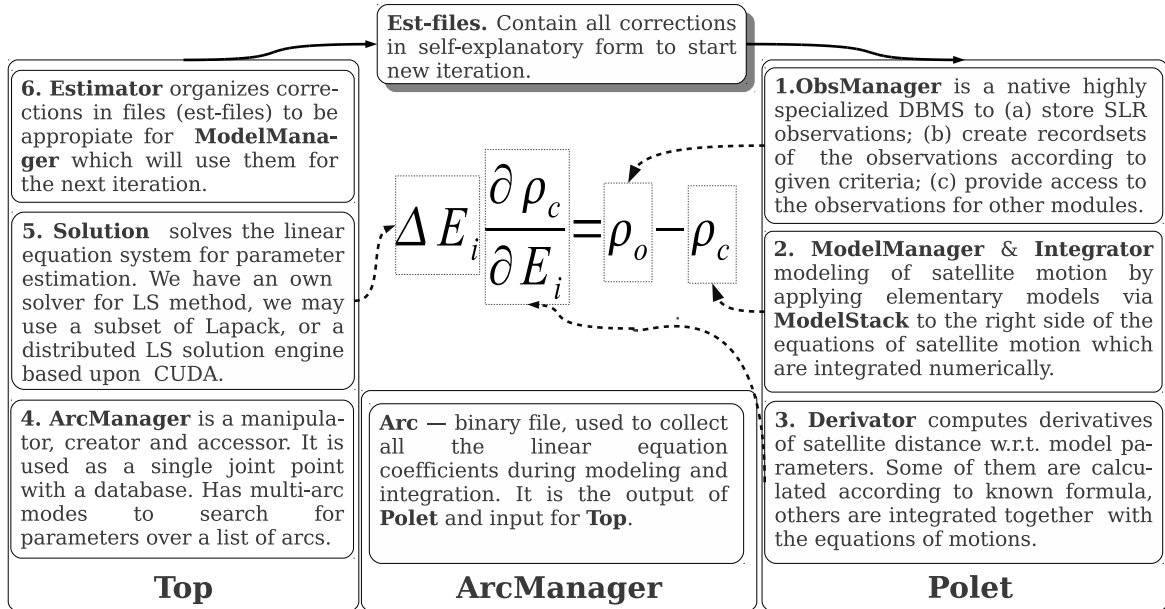 Est-files. Contain all corrections
in self-explanatory form to start
new iteration.
6. Estimator organizes corre-
ctions in files (est-files) to be
appropiate for ModelMana-
ger which will use them for
the next iteration.
5. Solution solves the linear
equation system for parameter
estimation. We have an own
solver for LS method, we may
use a subset of Lapack, or a
distributed LS solution engine
based upon CUDA.
4. ArcManager is a manipula-
tor, creator and accessor. It is
used as a single joint point
with a database. Has multi-arc
modes to search for
parameters over a list of arcs.
Top
Δ E_i ∂ρ_c/∂E_i = ρ_o − ρ_c
Arc — binary file, used to collect
all the linear equation
coefficients during modeling and
integration. It is the output of
Polet and input for Top.
ArcManager
1.ObsManager is a native highly
specialized DBMS to (a) store SLR
observations; (b) create recordsets
of the observations according to
given criteria; (c) provide access to
the observations for other modules.
2. ModelManager & Integrator
modeling of satellite motion by
applying elementary models via
ModelStack to the right side of the
equations of satellite motion which
are integrated numerically.
3. Derivator computes derivatives
of satellite distance w.r.t. model pa-
rameters. Some of them are calcu-
lated according to known formula,
others are integrated together with
the equations of motions.
Polet